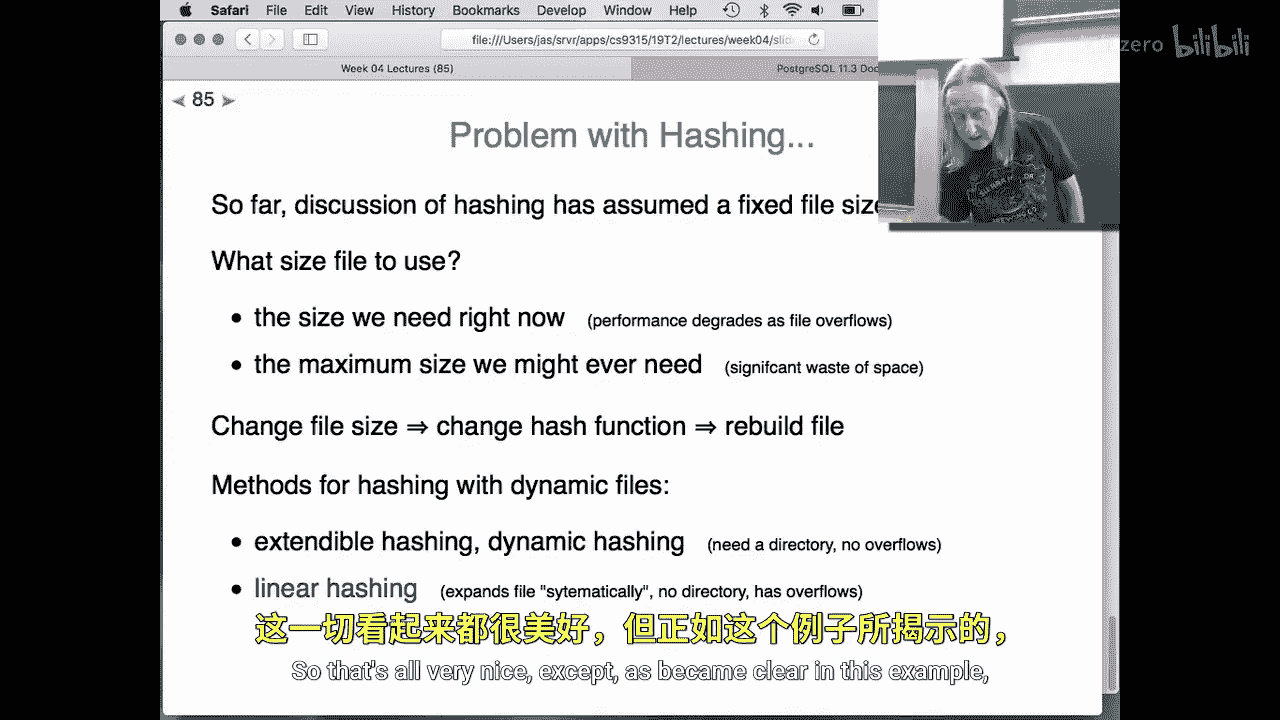 Safari File Edit View History Bookmarks Develop Window Help
file:///Users/jas/srvr/apps/cs9315/19T2/lectures/week04/slid
Week 04 Lectures (85)
PostgreSQL 11.3 Doc
85
Problem with Hashing...
So far, discussion of hashing has assumed a fixed file size
What size file to use?
• the size we need right now (performance degrades as file overflows)
• the maximum size we might ever need (signifcant waste of space)
Change file size ⇒ change hash function ⇒ rebuild file
Methods for hashing with dynamic files:
• extendible hashing, dynamic hashing (need a directory, no overflows)
• linear hashing (expands file "sytematically", no directory, has overflows)
这一切看起来都很美好，但正如这个例子所揭示的，
So that's all very nice, except, as became clear in this example,
zero bilibili